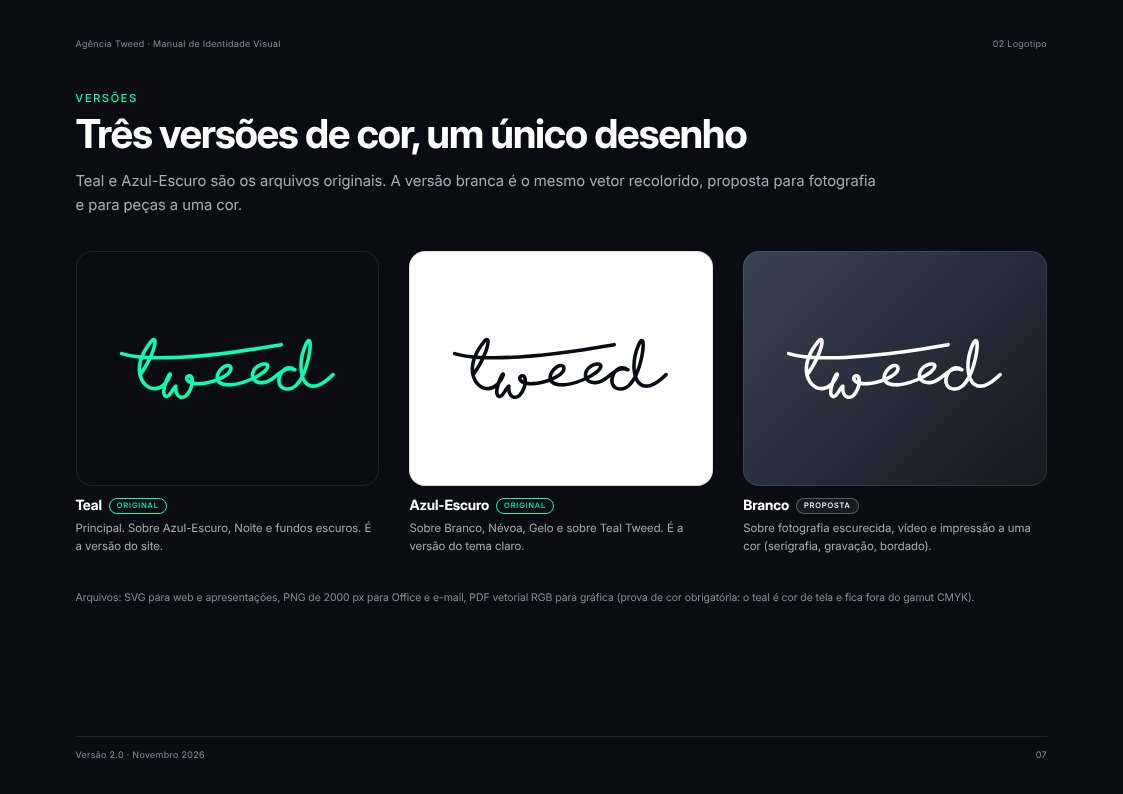 Agência Tweed · Manual de Identidade Visual
02 Logotipo
VERSÕES
Três versões de cor, um único desenho
Teal e Azul-Escuro são os arquivos originais. A versão branca é o mesmo vetor recolorido, proposta para fotografia
e para peças a uma cor.
tweed
tweed
tweed
Teal ORIGINAL
Principal. Sobre Azul-Escuro, Noite e fundos escuros. É
a versão do site.
Azul-Escuro ORIGINAL
Sobre Branco, Névoa, Gelo e sobre Teal Tweed. É a
versão do tema claro.
Branco PROPOSTA
Sobre fotografia escurecida, vídeo e impressão a uma
cor (serigrafia, gravação, bordado).
Arquivos: SVG para web e apresentações, PNG de 2000 px para Office e e-mail, PDF vetorial RGB para gráfica (prova de cor obrigatória: o teal é cor de tela e fica fora do gamut CMYK).
Versão 2.0 · Novembro 2026
07